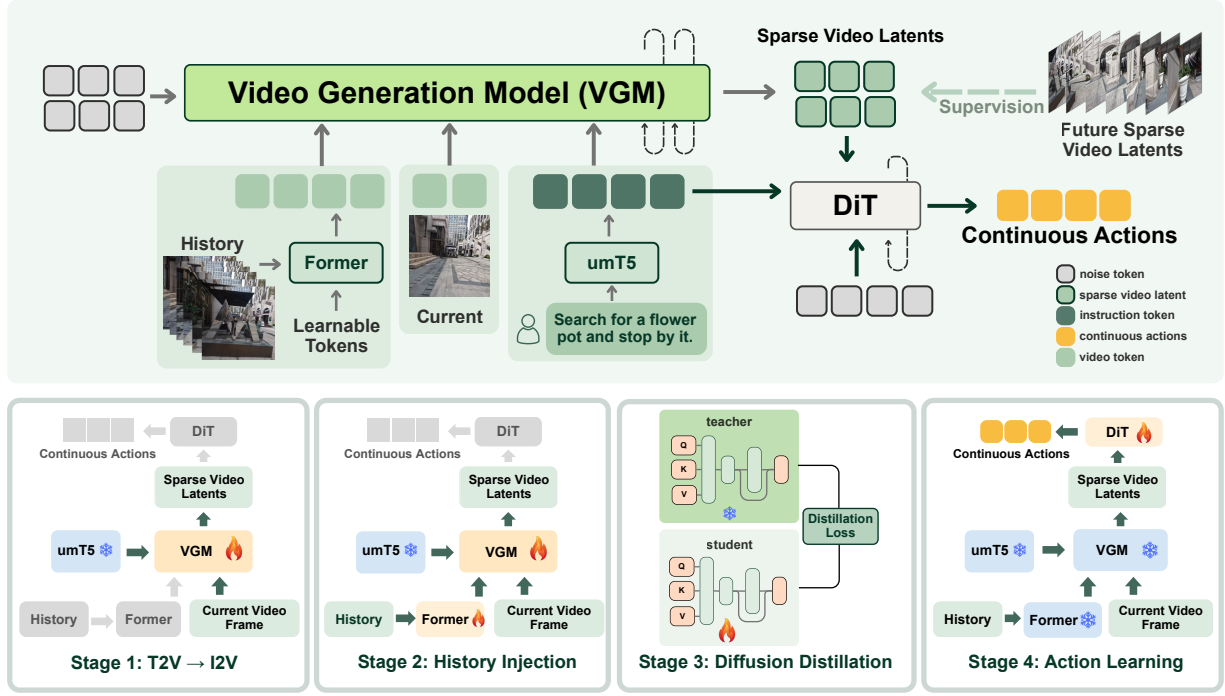 Sparse Video Latents
Video Generation Model (VGM)
Supervision
Future Sparse
Video Latents
DiT
Continuous Actions
History
Former
umT5
Learnable
Tokens
Current
Search for a flower
pot and stop by it.
noise token
sparse video latent
instruction token
continuous actions
video token
DiT
Continuous Actions
Sparse Video
Latents
umT5
VGM
History
Former
Current Video
Frame
Stage 1: T2V → I2V
DiT
Continuous Actions
Sparse Video
Latents
umT5
VGM
History
Former
Current Video
Frame
Stage 2: History Injection
teacher
Q
K
V
Distillation
Loss
student
Q
K
V
Stage 3: Diffusion Distillation
DiT
Continuous Actions
Sparse Video
Latents
umT5
VGM
History
Former
Current Video
Frame
Stage 4: Action Learning